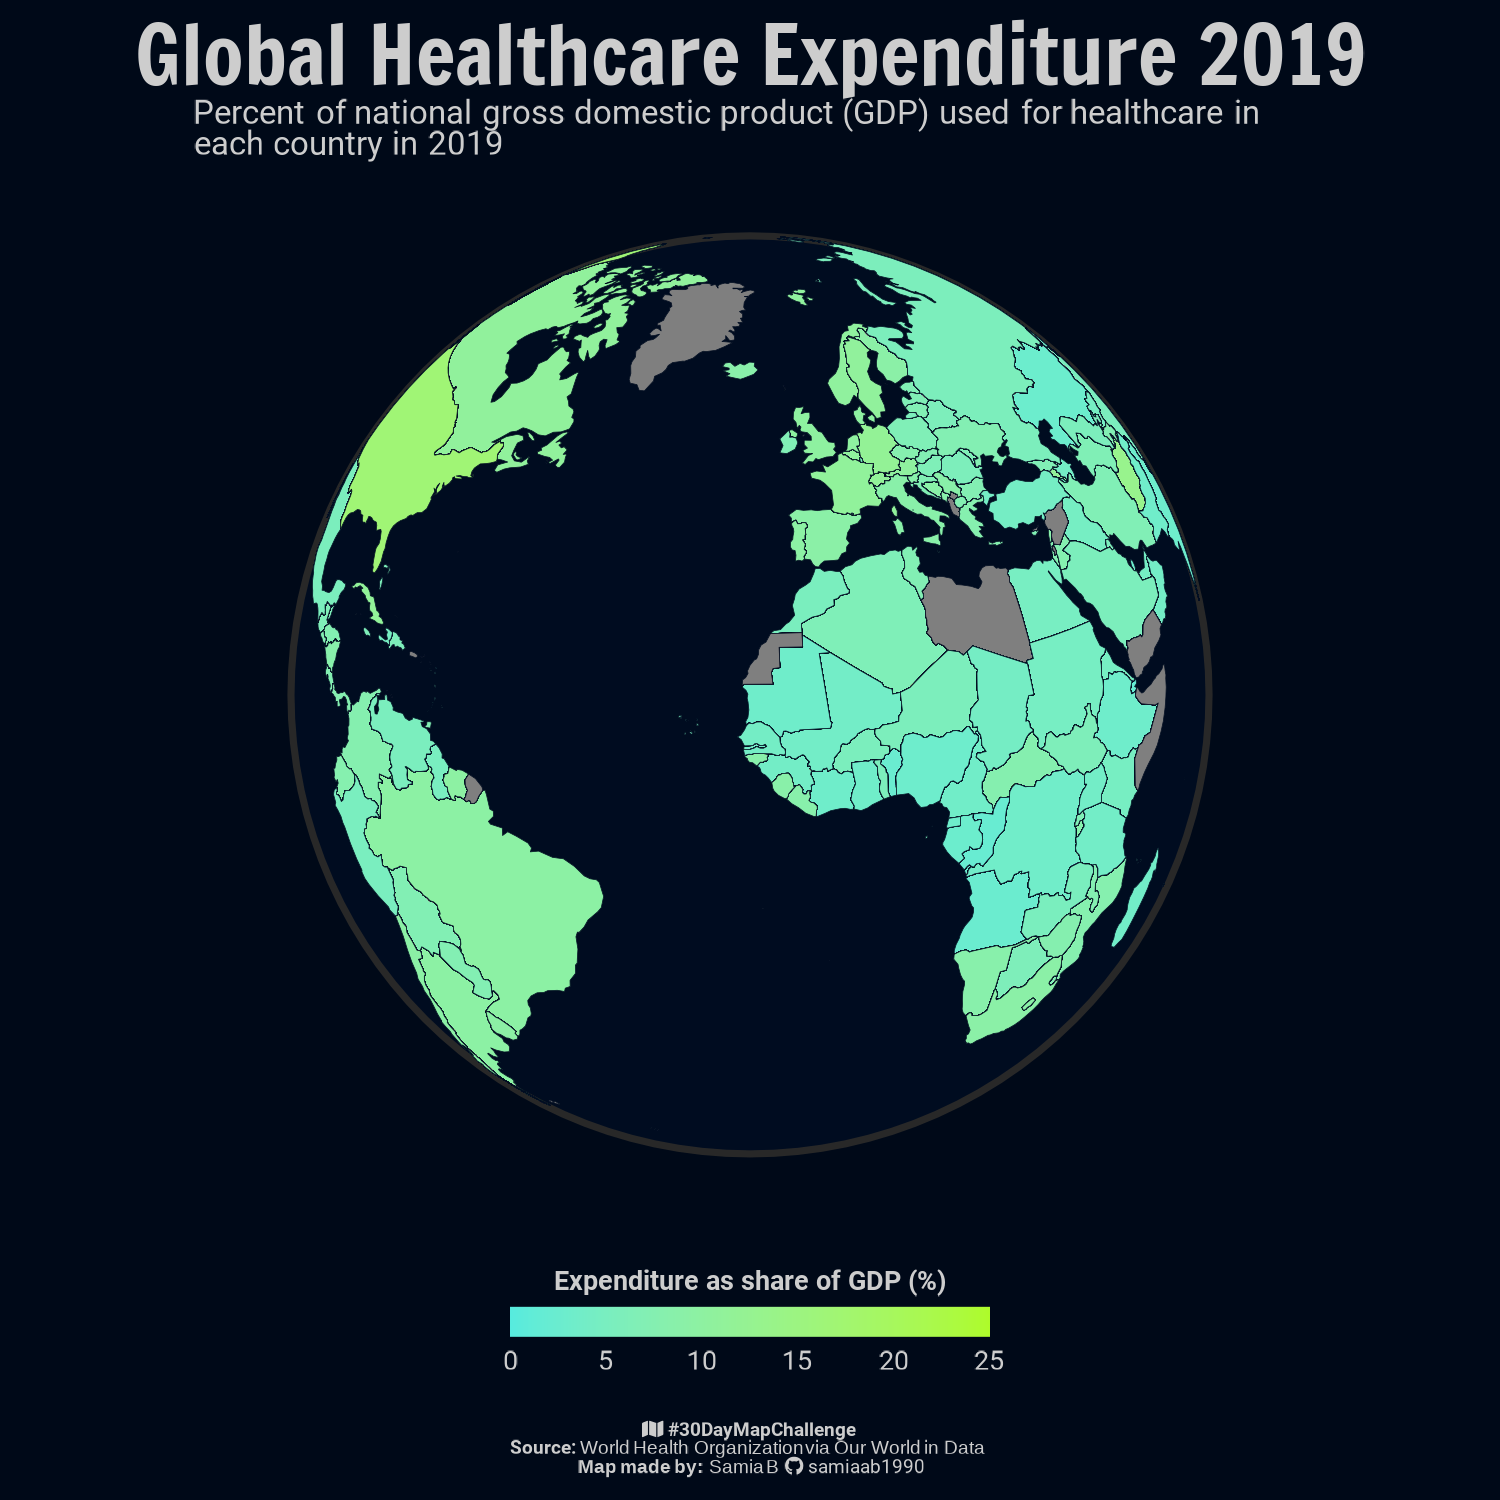 Global Healthcare Expenditure 2019
Percent of national gross domestic product (GDP) used for healthcare in
each country in 2019
Expenditure as share of GDP (%)
0 5 10 15 20 25
#30DayMapChallenge
Source: World Health Organization via Our World in Data
Map made by: Samia B samiaab1990